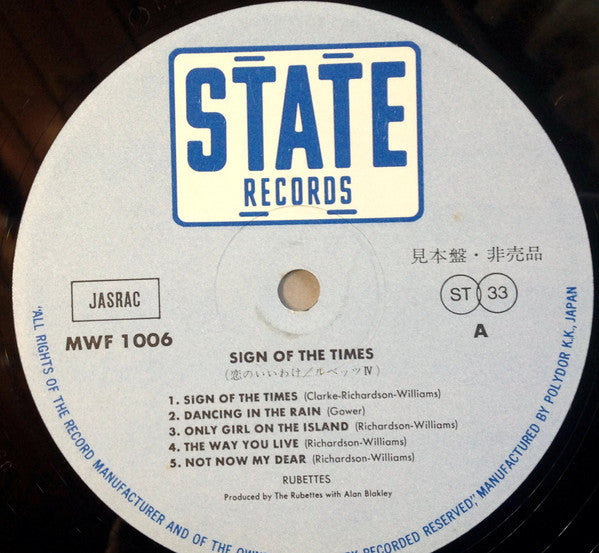 STATE
RECORDS
見本盤・非売品
JASRAC
ST 33
MWF 1006
A
SIGN OF THE TIMES
(恋のいいわけ/ルベッツⅣ)
1. SIGN OF THE TIMES (Clarke-Richardson-Williams)
2. DANCING IN THE RAIN (Gower)
3. ONLY GIRL ON THE ISLAND (Richardson-Williams)
4. THE WAY YOU LIVE (Richardson-Williams)
5. NOT NOW MY DEAR (Richardson-Williams)
RUBETTES
Produced by The Rubettes with Alan Blakley
"ALL RIGHTS OF THE RECORD MANUFACTURER AND OF THE OWN RECORDED RESERVED," MANUFACTURED BY POLYDOR K.K., JAPAN